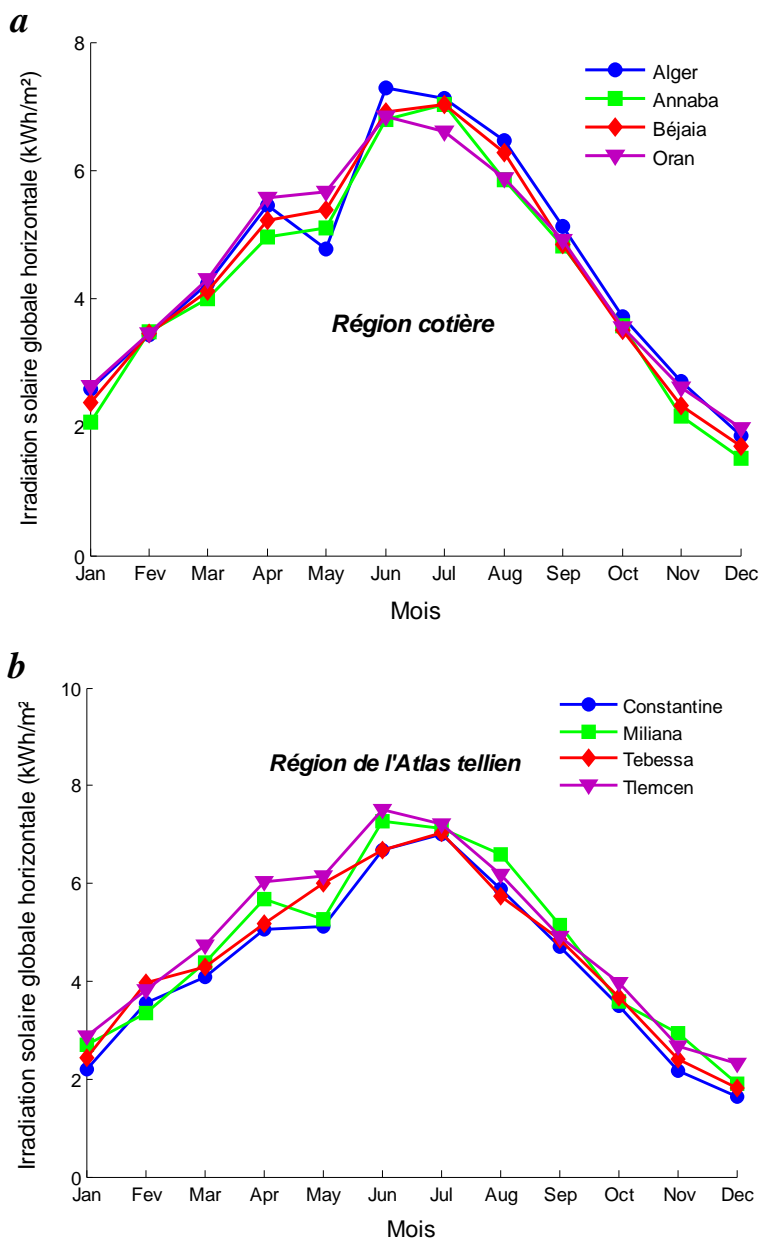 a
Irradiation solaire globale horizontale (kWh/m²)
8
6
4
2
0
Alger
Annaba
Béjaia
Oran
Région cotière
Jan Fev Mar Apr May Jun Jul Aug Sep Oct Nov Dec
Mois
b
Irradiation solaire globale horizontale (kWh/m²
10
8
6
4
2
0
Constantine
Miliana
Tebessa
Tlemcen
Région de l'Atlas tellien
Jan Fev Mar Apr May Jun Jul Aug Sep Oct Nov Dec
Mois